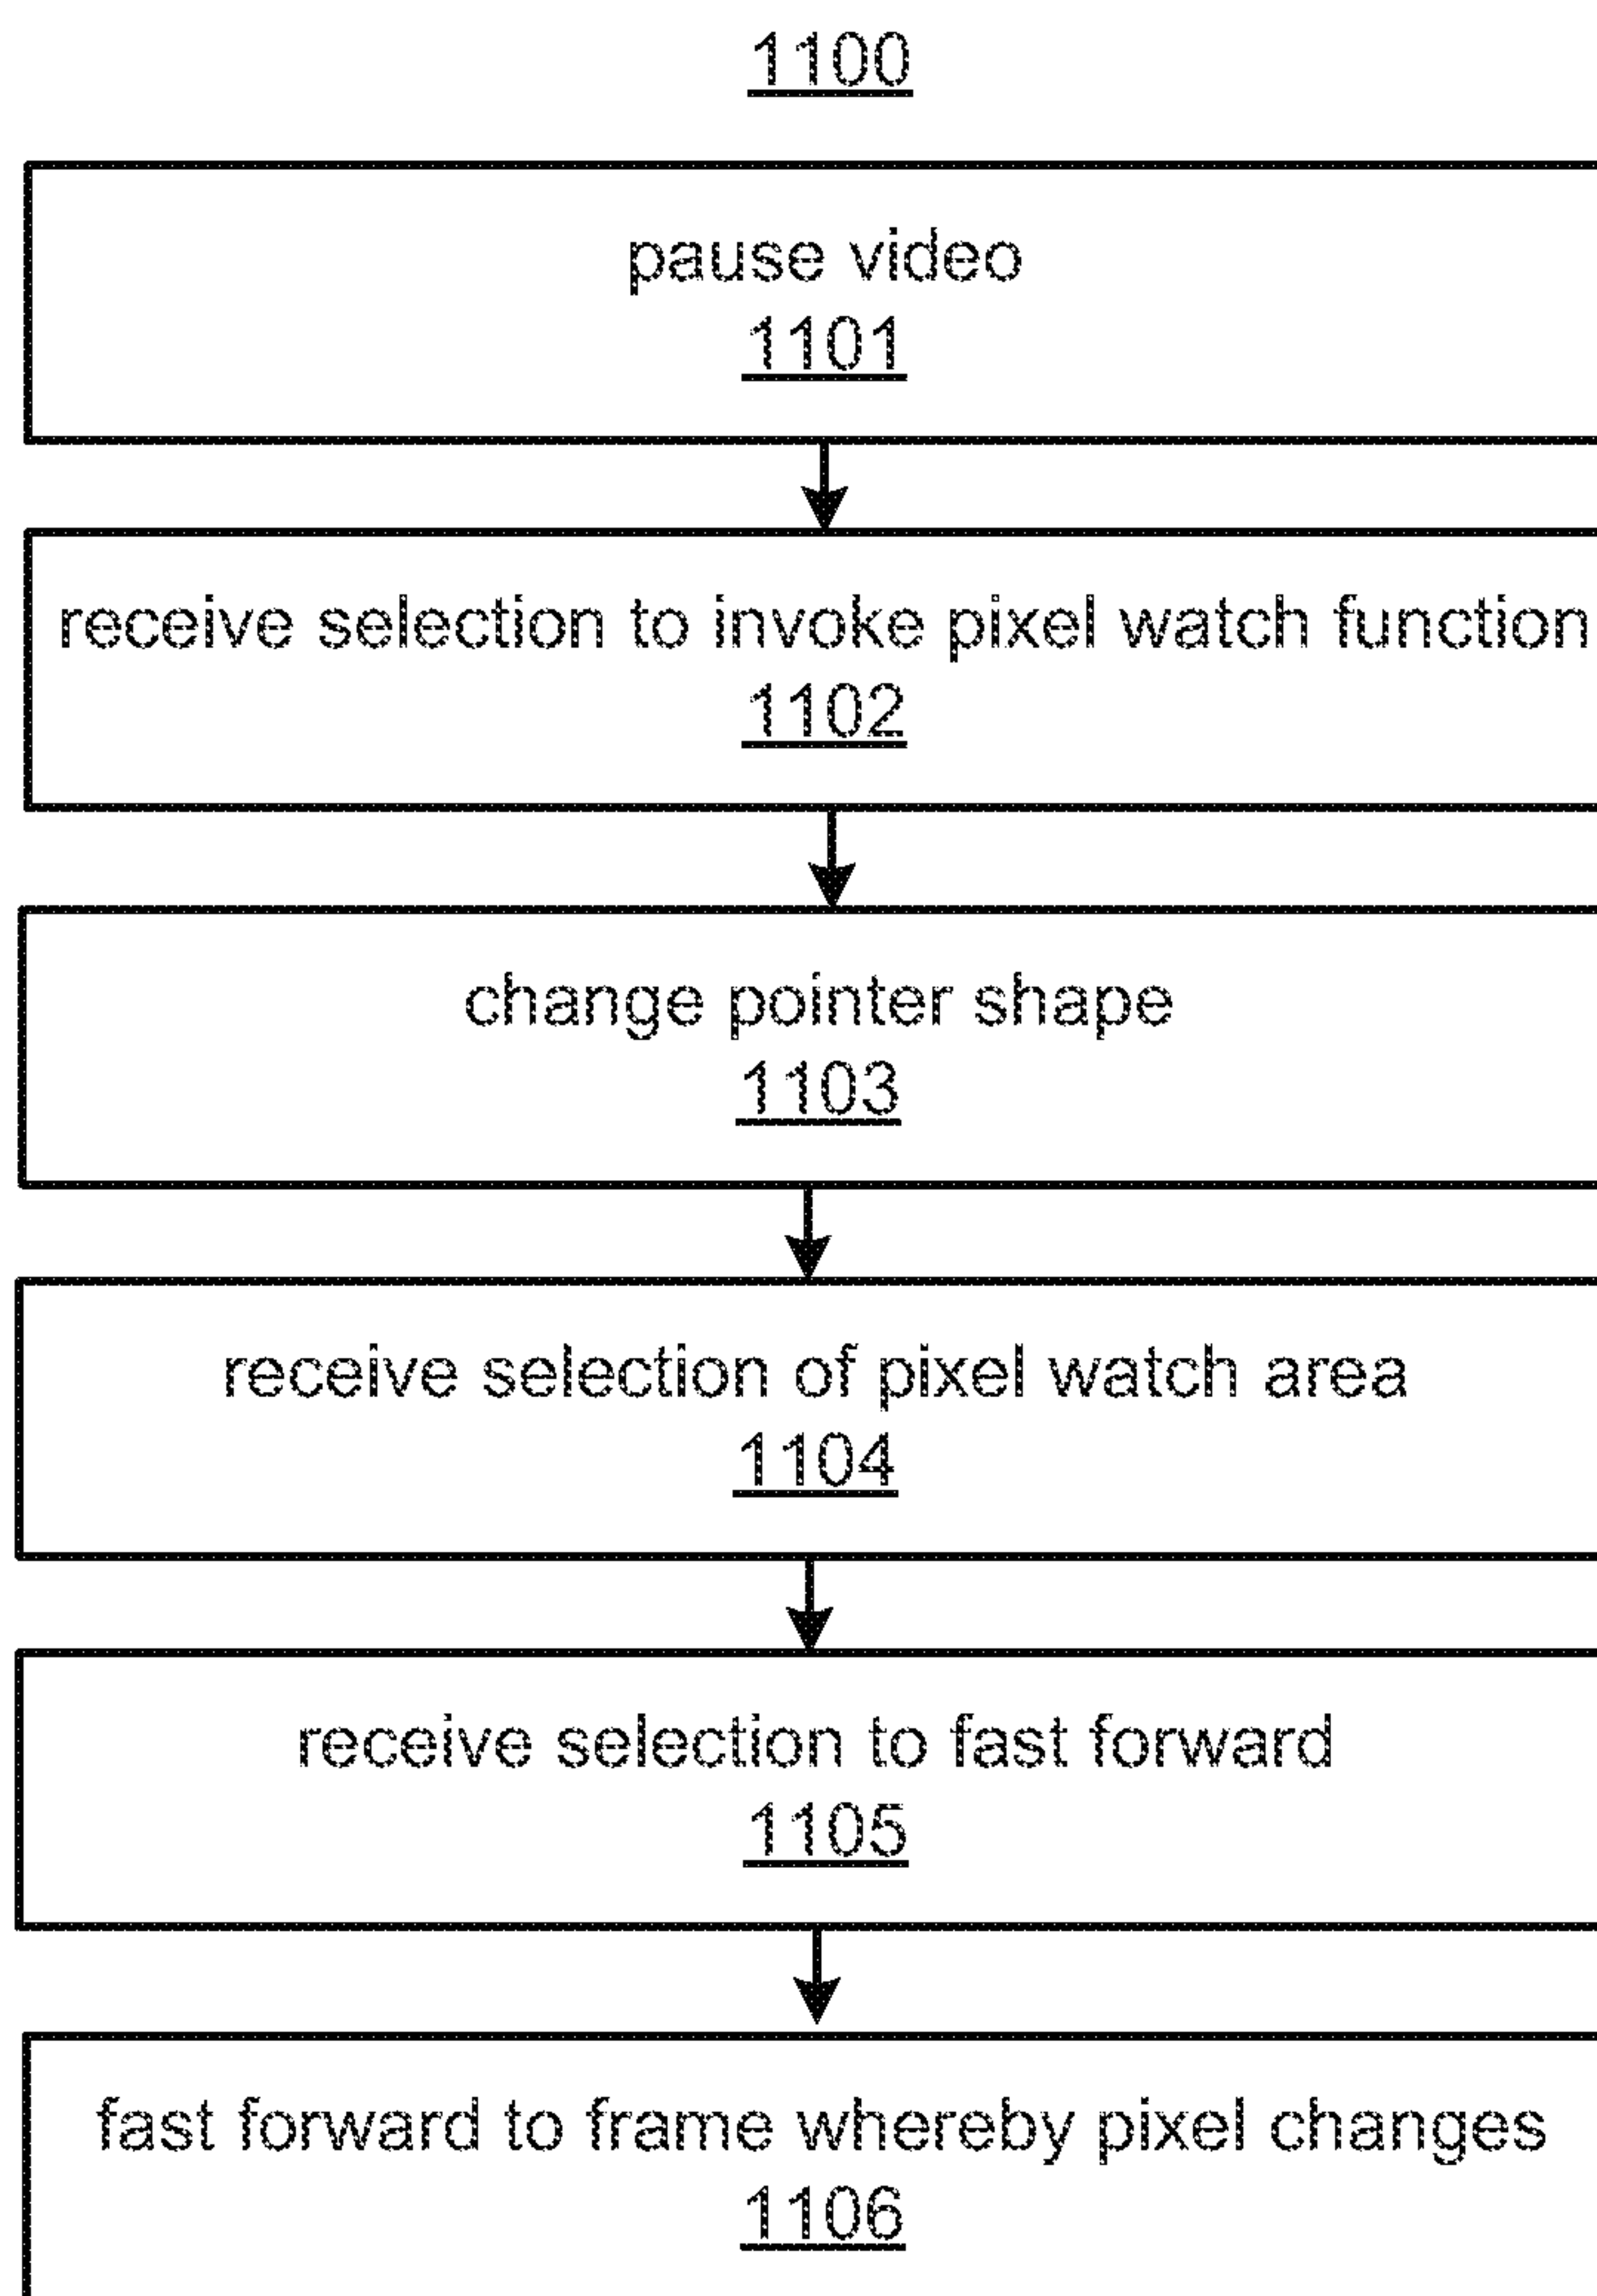 1100
pause video
1101
receive selection to invoke pixel watch function
1102
change pointer shape
1103
receive selection of pixel watch area
1104
receive selection to fast forward
1105
fast forward to frame whereby pixel changes
1106